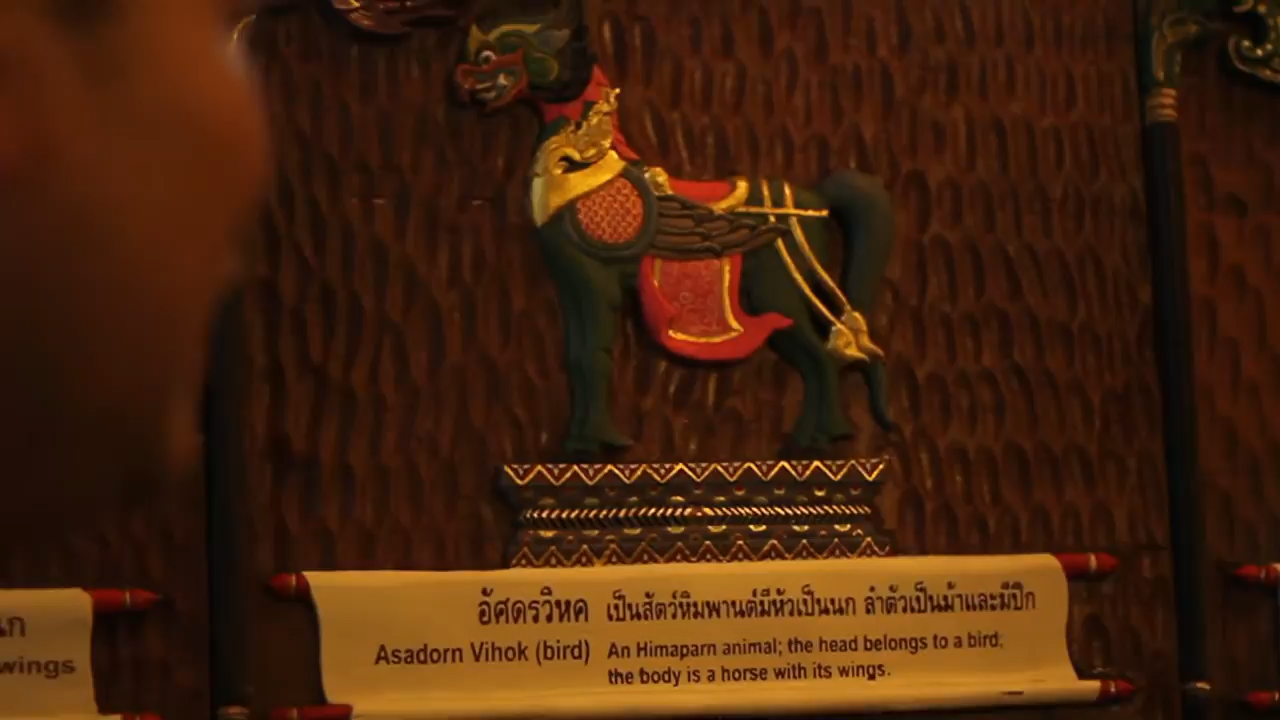 นก
wings
อัศดรวิหค เป็นสัตว์หิมพานต์มีหัวเป็นนก ลำตัวเป็นม้าและมีปีก
Asadorn Vihok (bird) An Himaparn animal; the head belongs to a bird,
the body is a horse with its wings.